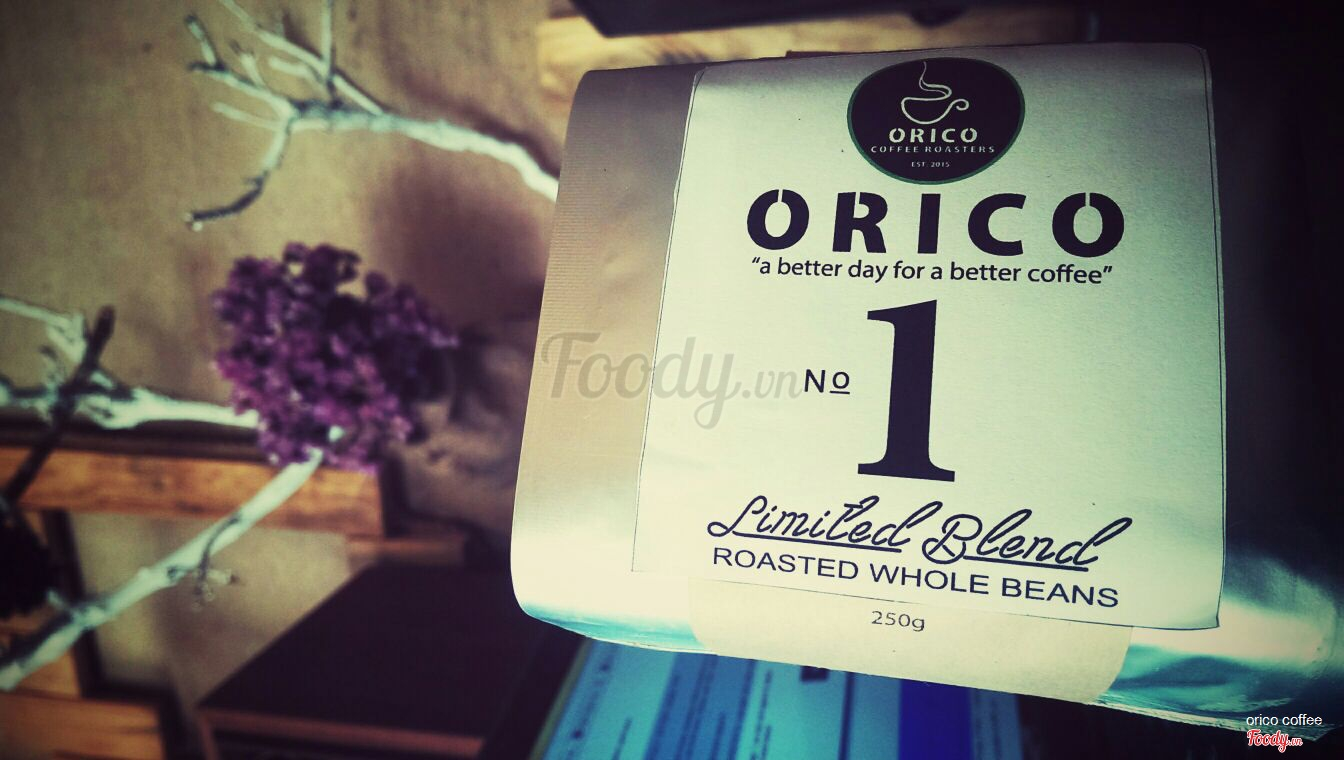 ORICO
COFFEE ROASTERS
EST. 2015
ORICO
"a better day for a better coffee"
Nº 1
Limited Blend
ROASTED WHOLE BEANS
250g
Foody.vn
orico coffee
Foody.vn